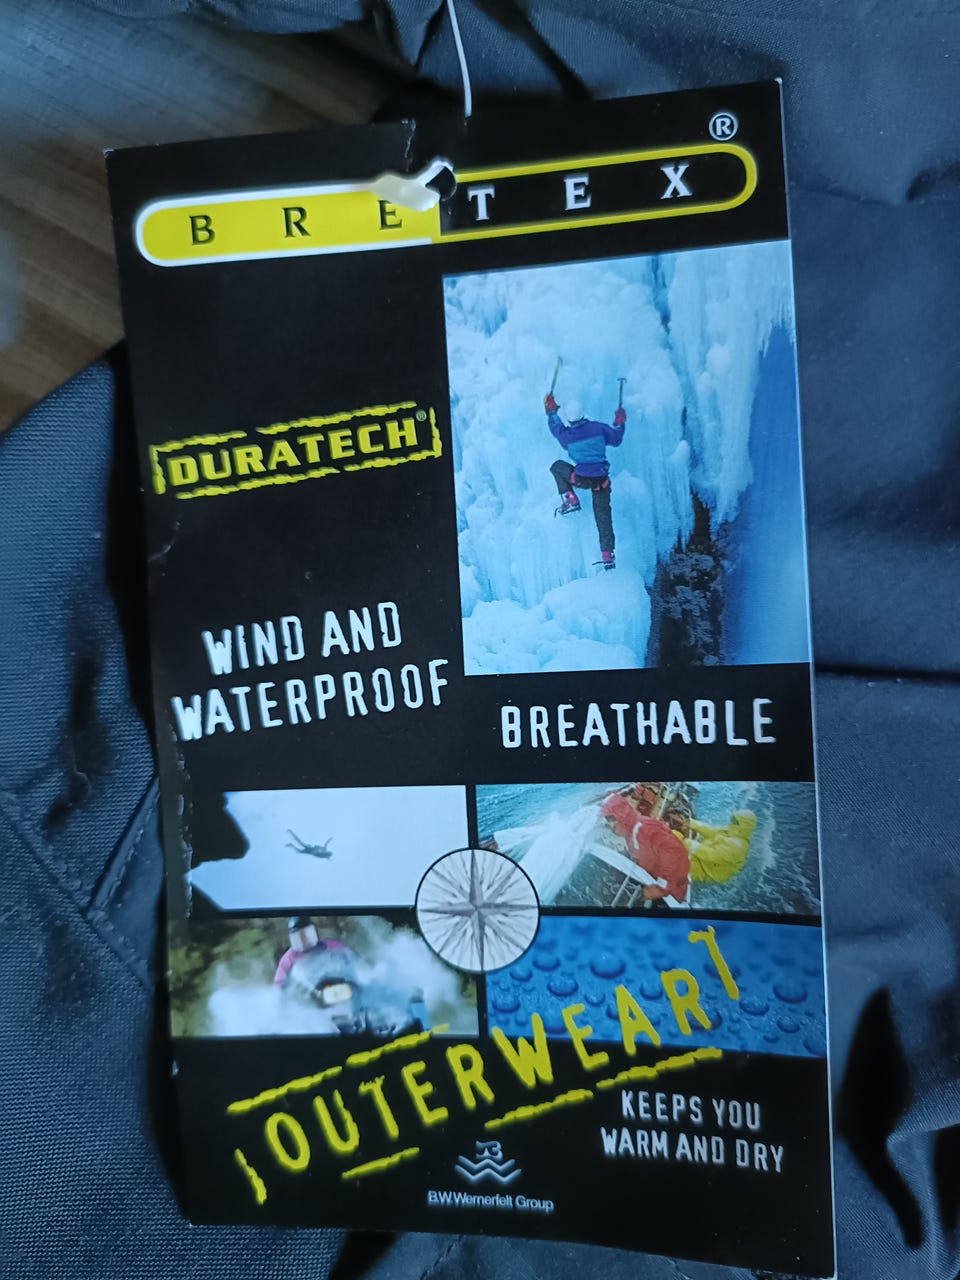 BRETEX®
DURATECH®
WIND AND
WATERPROOF
BREATHABLE
OUTERWEAR
KEEPS YOU
WARM AND DRY
B.W.Wernerfelt Group